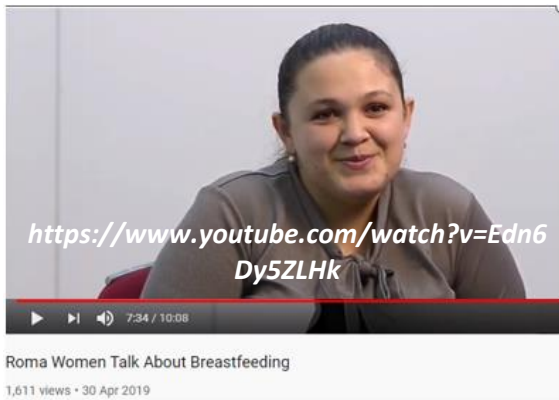 https://www.youtube.com/watch?v=Edn6
Dy5ZLHk
7:34 / 10:08
Roma Women Talk About Breastfeeding
1,611 views • 30 Apr 2019